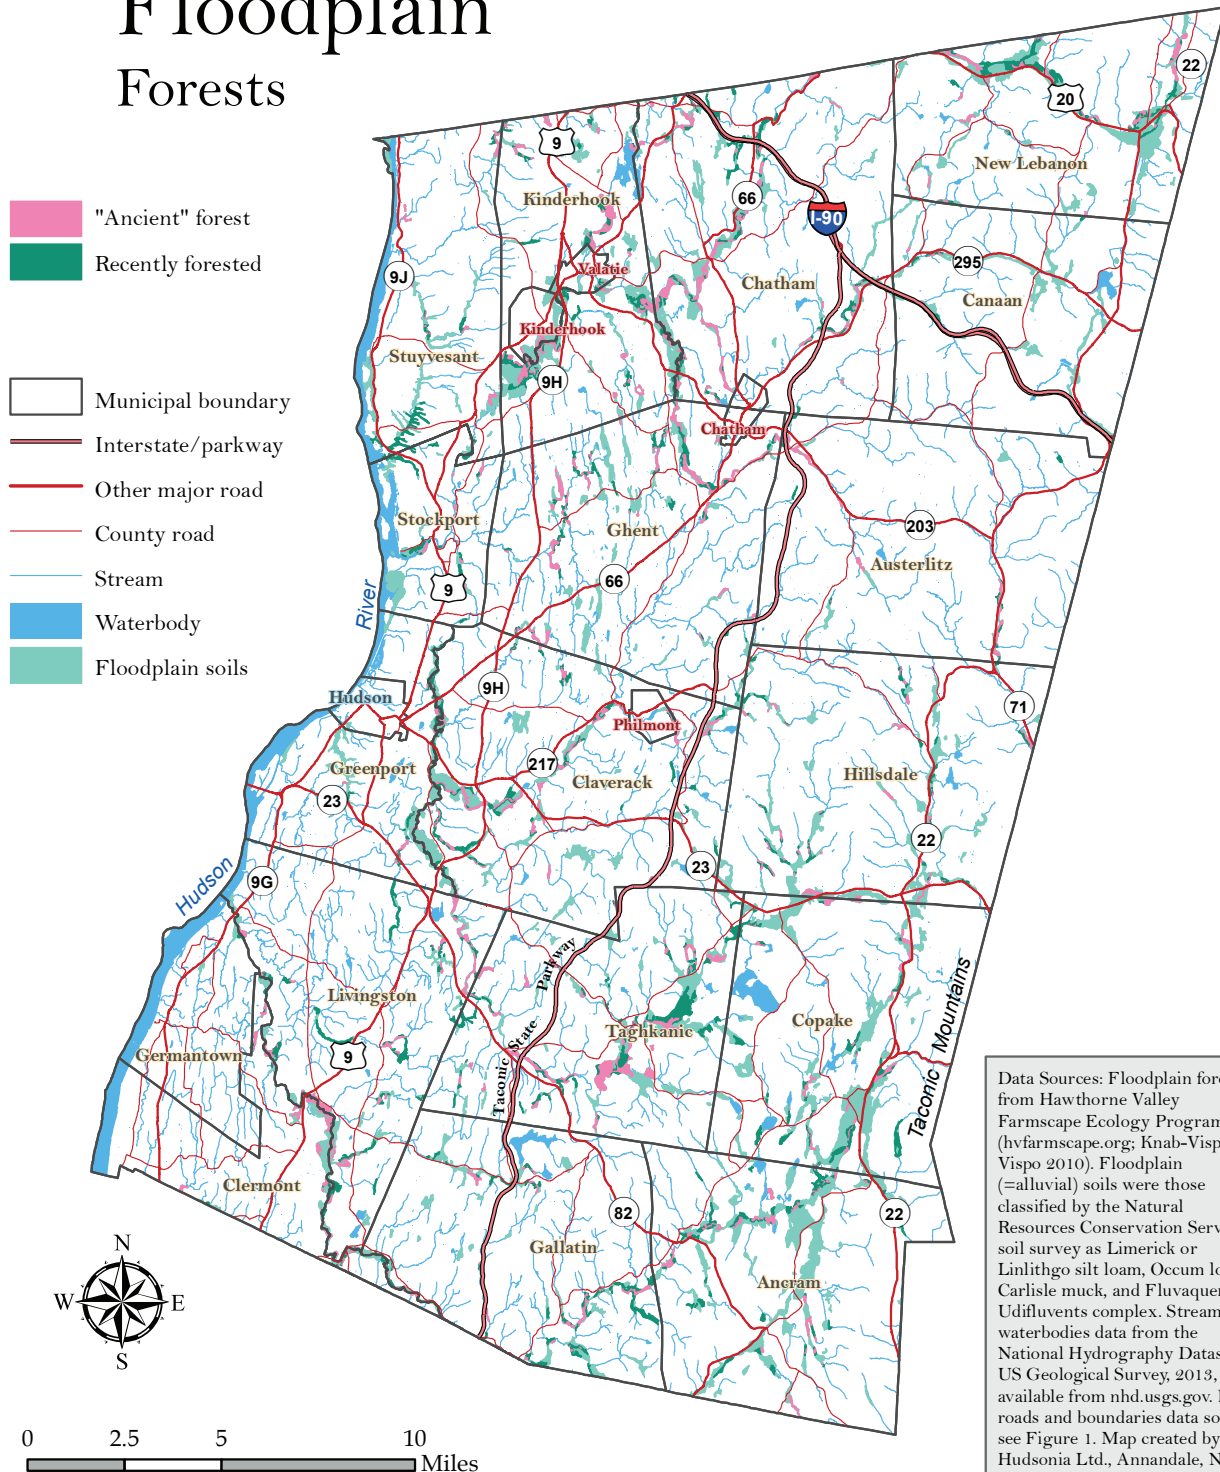 Floodplain
Forests
"Ancient" forest
Recently forested
Municipal boundary
Interstate/parkway
Other major road
County road
Stream
Waterbody
Floodplain soils
22
20
New Lebanon
9
Kinderhook
66
I-90
9J
Valatie
295
Chatham
Canaan
Kinderhook
Stuyvesant
9H
Chatham
Stockport
Ghent
203
Austerlitz
9
66
River
Hudson
9H
71
Philmont
Greenport
217
Claverack
Hillsdale
23
22
23
Hudson
9G
Parkway
Livingston
Taghkanic
Copake
State
Taconic
Mountains
Taconic
Germantown
9
Clermont
82
22
Gallatin
Ancram
N
W E
S
0 2.5 5 10
Miles
Data Sources: Floodplain fore
from Hawthorne Valley
Farmscape Ecology Program
(hvfarmscape.org; Knab-Visp
Vispo 2010). Floodplain
(=alluvial) soils were those
classified by the Natural
Resources Conservation Serv
soil survey as Limerick or
Linlithgo silt loam, Occum lo
Carlisle muck, and Fluvaquen
Udifluvents complex. Stream
waterbodies data from the
National Hydrography Datas
US Geological Survey, 2013,
available from nhd.usgs.gov.
roads and boundaries data so
see Figure 1. Map created by
Hudsonia Ltd., Annandale, N